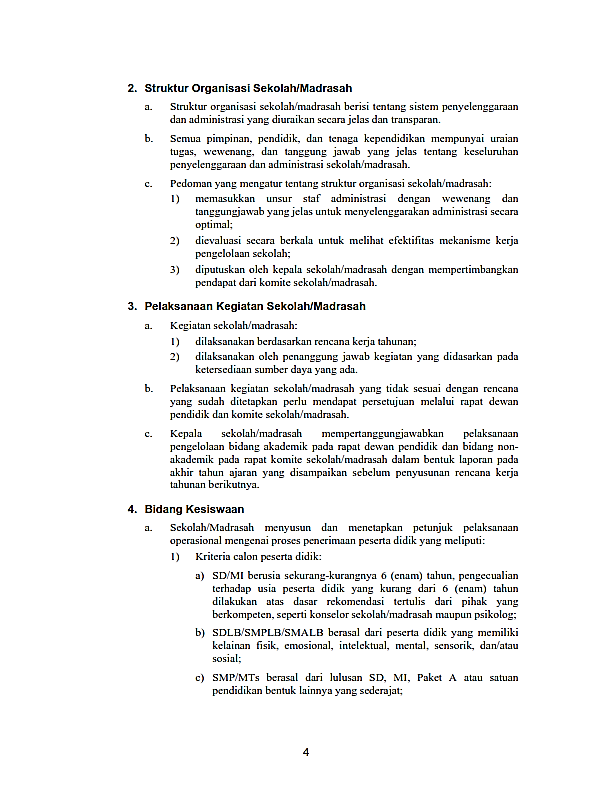 2. Struktur Organisasi Sekolah/Madrasah
a. Struktur organisasi sekolah/madrasah berisi tentang sistem penyelenggaraan
dan administrasi yang diuraikan secara jelas dan transparan.
b. Semua pimpinan, pendidik, dan tenaga kependidikan mempunyai uraian
tugas, wewenang, dan tanggung jawab yang jelas tentang keseluruhan
penyelenggaraan dan administrasi sekolah/madrasah.
c. Pedoman yang mengatur tentang struktur organisasi sekolah/madrasah:
1) memasukkan unsur staf administrasi dengan wewenang dan
tanggungjawab yang jelas untuk menyelenggarakan administrasi secara
optimal;
2) dievaluasi secara berkala untuk melihat efektifitas mekanisme kerja
pengelolaan sekolah;
3) diputuskan oleh kepala sekolah/madrasah dengan mempertimbangkan
pendapat dari komite sekolah/madrasah.
3. Pelaksanaan Kegiatan Sekolah/Madrasah
a. Kegiatan sekolah/madrasah:
1) dilaksanakan berdasarkan rencana kerja tahunan;
2) dilaksanakan oleh penanggung jawab kegiatan yang didasarkan pada
ketersediaan sumber daya yang ada.
b. Pelaksanaan kegiatan sekolah/madrasah yang tidak sesuai dengan rencana
yang sudah ditetapkan perlu mendapat persetujuan melalui rapat dewan
pendidik dan komite sekolah/madrasah.
c. Kepala sekolah/madrasah mempertanggungjawabkan pelaksanaan
pengelolaan bidang akademik pada rapat dewan pendidik dan bidang non-
akademik pada rapat komite sekolah/madrasah dalam bentuk laporan pada
akhir tahun ajaran yang disampaikan sebelum penyusunan rencana kerja
tahunan berikutnya.
4. Bidang Kesiswaan
a. Sekolah/Madrasah menyusun dan menetapkan petunjuk pelaksanaan
operasional mengenai proses penerimaan peserta didik yang meliputi:
1) Kriteria calon peserta didik:
a) SD/MI berusia sekurang-kurangnya 6 (enam) tahun, pengecualian
terhadap usia peserta didik yang kurang dari 6 (enam) tahun
dilakukan atas dasar rekomendasi tertulis dari pihak yang
berkompeten, seperti konselor sekolah/madrasah maupun psikolog;
b) SDLB/SMPLB/SMALB berasal dari peserta didik yang memiliki
kelainan fisik, emosional, intelektual, mental, sensorik, dan/atau
sosial;
c) SMP/MTs berasal dari lulusan SD, MI, Paket A atau satuan
pendidikan bentuk lainnya yang sederajat;
4